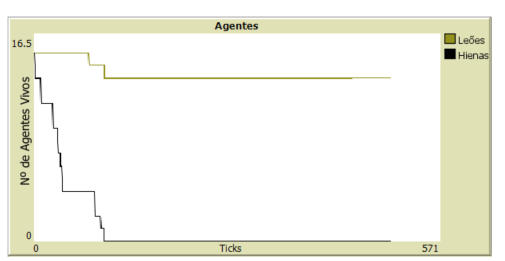 Agentes
16.5
Nº de Agentes Vivos
0
0
Ticks
571
Leões
Hienas